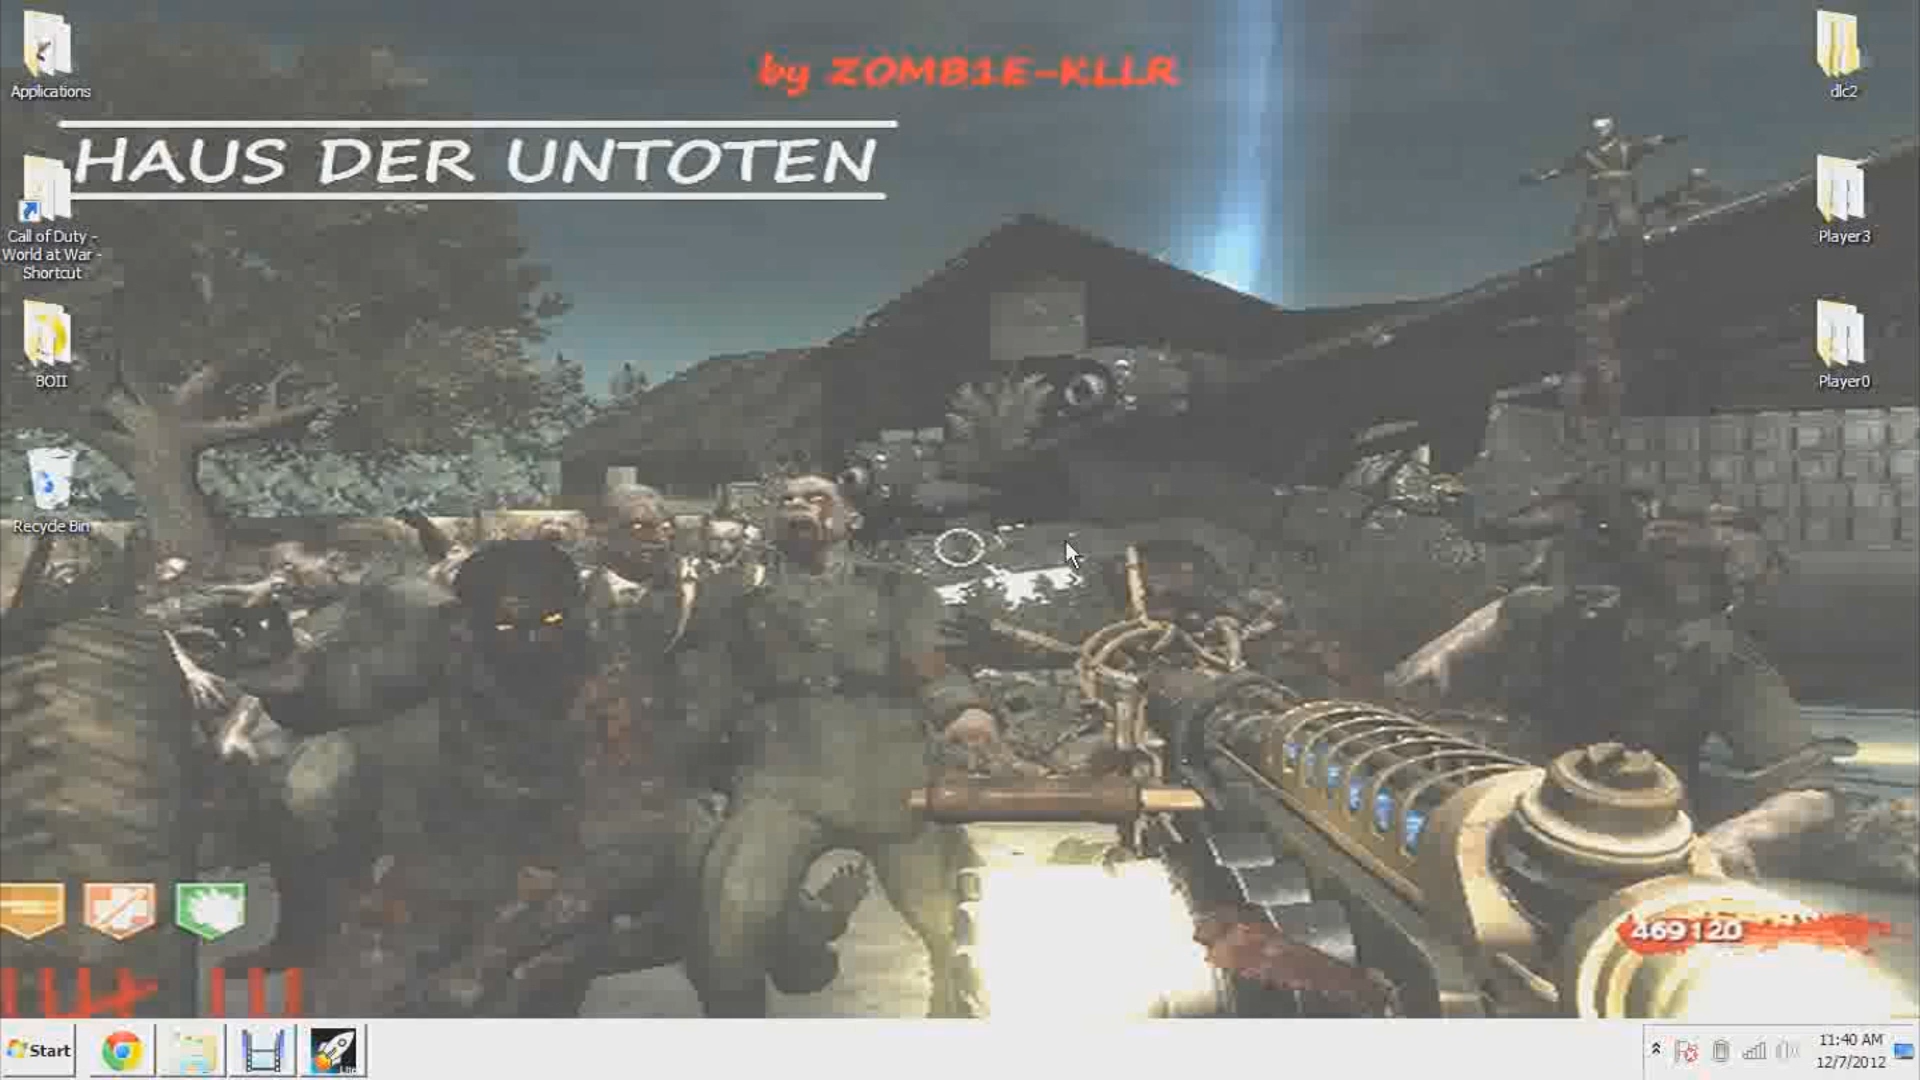 by ZOMB1E-KLLR
HAUS DER UNTOTEN
Applications
Call of Duty -
World at War -
Shortcut
BOII
Recycle Bin
dlc2
Player3
Player0
469120
Start
Lite
11:40 AM
12/7/2012